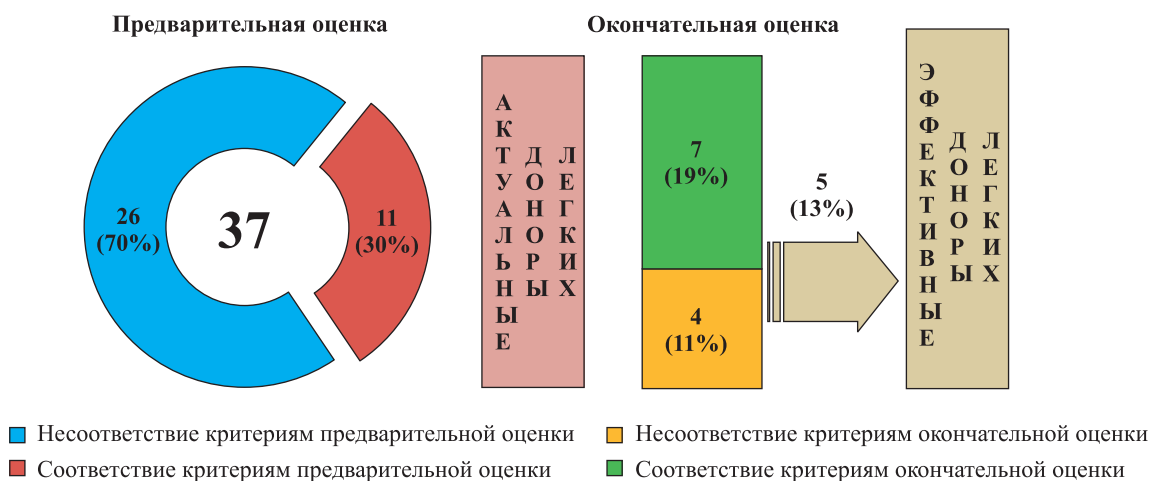 Предварительная оценка
26
(70%)
37
11
(30%)
АКТУАЛЬНЫЕ
ДОНОРЫ
ЛЕГКИХ
Окончательная оценка
7
(19%)
4
(11%)
5
(13%)
ЭФФЕКТИВНЫЕ
ДОНОРЫ
ЛЕГКИХ
Несоответствие критериям предварительной оценки
Соответствие критериям предварительной оценки
Несоответствие критериям окончательной оценки
Соответствие критериям окончательной оценки